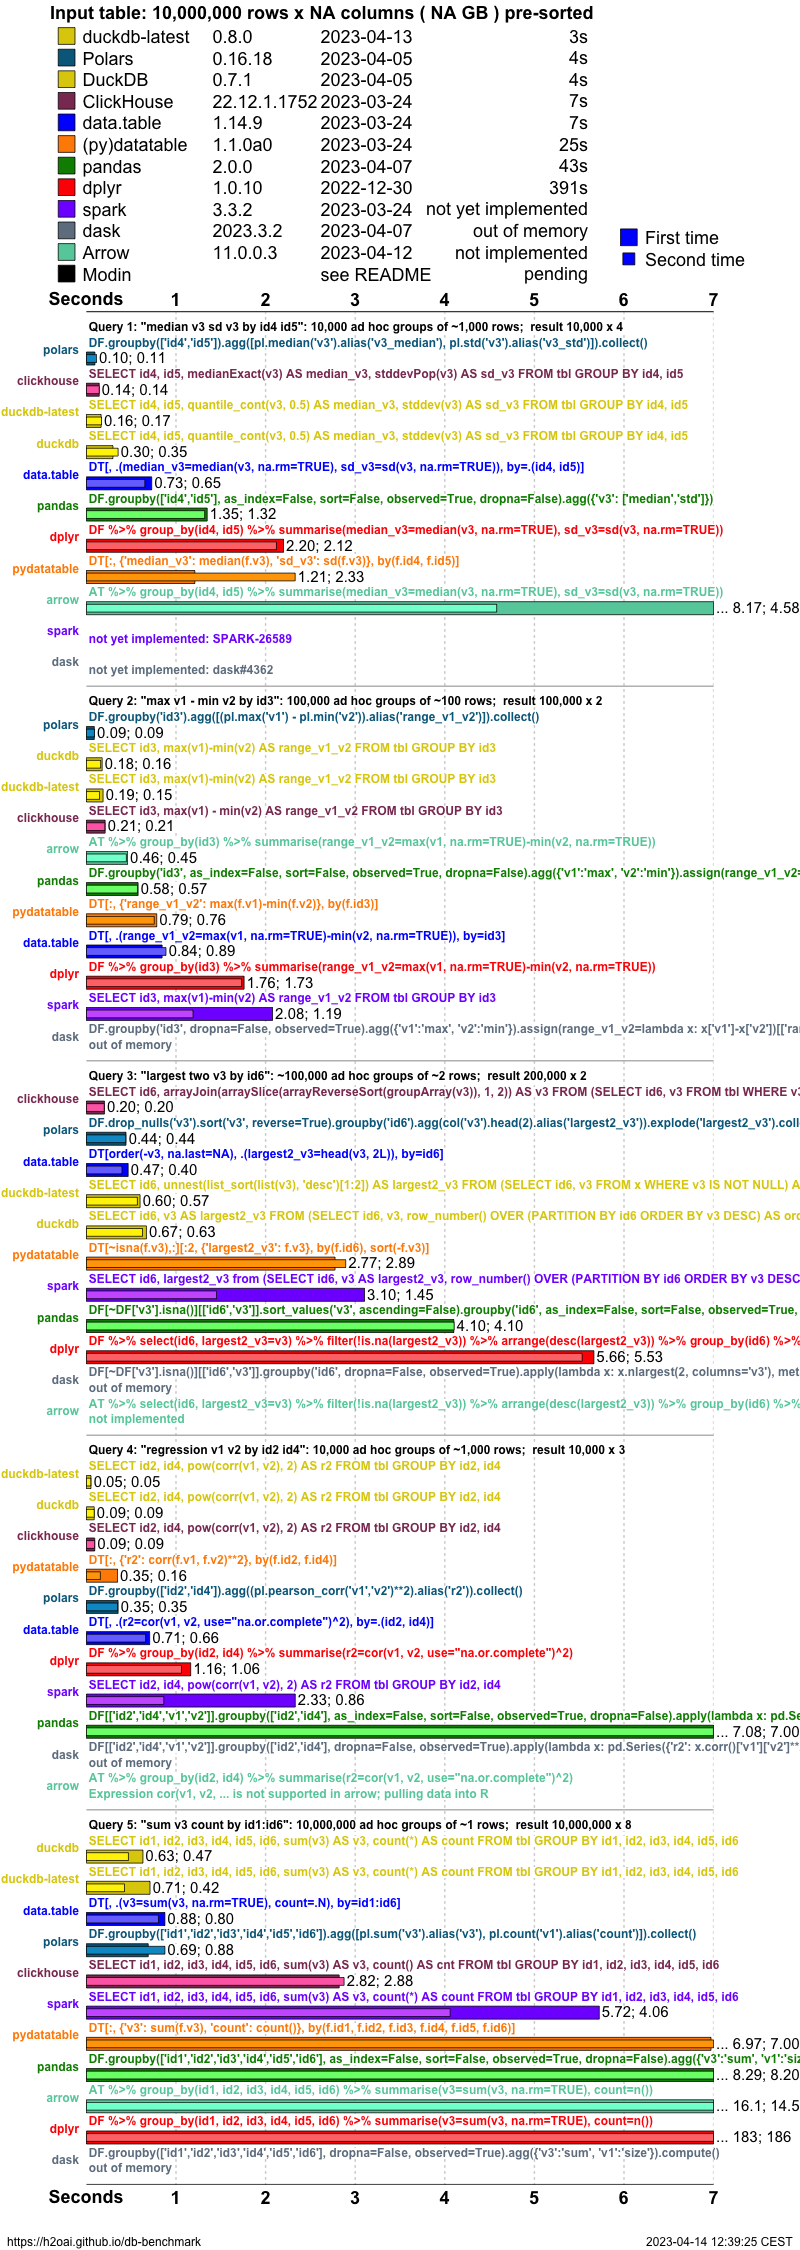 Input table: 10,000,000 rows x NA columns ( NA GB ) pre-sorted
duckdb-latest 0.8.0 2023-04-13 3s
Polars 0.16.18 2023-04-05 4s
DuckDB 0.7.1 2023-04-05 4s
ClickHouse 22.12.1.1752 2023-03-24 7s
data.table 1.14.9 2023-03-24 7s
(py)datatable 1.1.0a0 2023-03-24 25s
pandas 2.0.0 2023-04-07 43s
dplyr 1.0.10 2022-12-30 391s
spark 3.3.2 2023-03-24 not yet implemented
dask 2023.3.2 2023-04-07 out of memory
Arrow 11.0.0.3 2023-04-12 not implemented
Modin see README pending
First time
Second time
Seconds 1 2 3 4 5 6 7
Query 1: "median v3 sd v3 by id4 id5": 10,000 ad hoc groups of ~1,000 rows; result 10,000 x 4
DF.groupby(['id4','id5']).agg([pl.median('v3').alias('v3_median'), pl.std('v3').alias('v3_std')]).collect()
polars 0.10; 0.11
SELECT id4, id5, medianExact(v3) AS median_v3, stddevPop(v3) AS sd_v3 FROM tbl GROUP BY id4, id5
clickhouse 0.14; 0.14
SELECT id4, id5, quantile_cont(v3, 0.5) AS median_v3, stddev(v3) AS sd_v3 FROM tbl GROUP BY id4, id5
duckdb-latest 0.16; 0.17
SELECT id4, id5, quantile_cont(v3, 0.5) AS median_v3, stddev(v3) AS sd_v3 FROM tbl GROUP BY id4, id5
duckdb 0.30; 0.35
DT[, .(median_v3=median(v3, na.rm=TRUE), sd_v3=sd(v3, na.rm=TRUE)), by=.(id4, id5)]
data.table 0.73; 0.65
DF.groupby(['id4','id5'], as_index=False, sort=False, observed=True, dropna=False).agg({'v3': ['median','std']})
pandas 1.35; 1.32
DF %>% group_by(id4, id5) %>% summarise(median_v3=median(v3, na.rm=TRUE), sd_v3=sd(v3, na.rm=TRUE))
dplyr 2.20; 2.12
DT[:, {'median_v3': median(f.v3), 'sd_v3': sd(f.v3)}, by(f.id4, f.id5)]
pydatatable 1.21; 2.33
AT %>% group_by(id4, id5) %>% summarise(median_v3=median(v3, na.rm=TRUE), sd_v3=sd(v3, na.rm=TRUE))
arrow ... 8.17; 4.58
spark not yet implemented: SPARK-26589
dask not yet implemented: dask#4362
Query 2: "max v1 - min v2 by id3": 100,000 ad hoc groups of ~100 rows; result 100,000 x 2
DF.groupby('id3').agg([(pl.max('v1') - pl.min('v2')).alias('range_v1_v2')]).collect()
polars 0.09; 0.09
SELECT id3, max(v1)-min(v2) AS range_v1_v2 FROM tbl GROUP BY id3
duckdb 0.18; 0.16
SELECT id3, max(v1)-min(v2) AS range_v1_v2 FROM tbl GROUP BY id3
duckdb-latest 0.19; 0.15
SELECT id3, max(v1) - min(v2) AS range_v1_v2 FROM tbl GROUP BY id3
clickhouse 0.21; 0.21
AT %>% group_by(id3) %>% summarise(range_v1_v2=max(v1, na.rm=TRUE)-min(v2, na.rm=TRUE))
arrow 0.46; 0.45
DF.groupby('id3', as_index=False, sort=False, observed=True, dropna=False).agg({'v1':'max', 'v2':'min'}).assign(range_v1_v2=
pandas 0.58; 0.57
DT[:, {'range_v1_v2': max(f.v1)-min(f.v2)}, by(f.id3)]
pydatatable 0.79; 0.76
DT[, .(range_v1_v2=max(v1, na.rm=TRUE)-min(v2, na.rm=TRUE)), by=id3]
data.table 0.84; 0.89
DF %>% group_by(id3) %>% summarise(range_v1_v2=max(v1, na.rm=TRUE)-min(v2, na.rm=TRUE))
dplyr 1.76; 1.73
SELECT id3, max(v1)-min(v2) AS range_v1_v2 FROM tbl GROUP BY id3
spark 2.08; 1.19
DF.groupby('id3', dropna=False, observed=True).agg({'v1':'max', 'v2':'min'}).assign(range_v1_v2=lambda x: x['v1']-x['v2'])[['ra
dask out of memory
Query 3: "largest two v3 by id6": ~100,000 ad hoc groups of ~2 rows; result 200,000 x 2
SELECT id6, arrayJoin(arraySlice(arrayReverseSort(groupArray(v3)), 1, 2)) AS v3 FROM (SELECT id6, v3 FROM tbl WHERE v3
clickhouse 0.20; 0.20
DF.drop_nulls('v3').sort('v3', reverse=True).groupby('id6').agg(col('v3').head(2).alias('largest2_v3')).explode('largest2_v3').coll
polars 0.44; 0.44
DT[order(-v3, na.last=NA), .(largest2_v3=head(v3, 2L)), by=id6]
data.table 0.47; 0.40
SELECT id6, unnest(list_sort(list(v3), 'desc')[1:2]) AS largest2_v3 FROM (SELECT id6, v3 FROM x WHERE v3 IS NOT NULL) A
duckdb-latest 0.60; 0.57
SELECT id6, v3 AS largest2_v3 FROM (SELECT id6, v3, row_number() OVER (PARTITION BY id6 ORDER BY v3 DESC) AS ord
duckdb 0.67; 0.63
DT[~isna(f.v3),:][:2, {'largest2_v3': f.v3}, by(f.id6), sort(-f.v3)]
pydatatable 2.77; 2.89
SELECT id6, largest2_v3 from (SELECT id6, v3 AS largest2_v3, row_number() OVER (PARTITION BY id6 ORDER BY v3 DESC
spark 3.10; 1.45
DF[~DF['v3'].isna()][['id6','v3']].sort_values('v3', ascending=False).groupby('id6', as_index=False, sort=False, observed=True,
pandas 4.10; 4.10
DF %>% select(id6, largest2_v3=v3) %>% filter(!is.na(largest2_v3)) %>% arrange(desc(largest2_v3)) %>% group_by(id6) %>%
dplyr 5.66; 5.53
DF[~DF['v3'].isna()][['id6','v3']].groupby('id6', dropna=False, observed=True).apply(lambda x: x.nlargest(2, columns='v3'), met
dask out of memory
AT %>% select(id6, largest2_v3=v3) %>% filter(!is.na(largest2_v3)) %>% arrange(desc(largest2_v3)) %>% group_by(id6) %>%
arrow not implemented
Query 4: "regression v1 v2 by id2 id4": 10,000 ad hoc groups of ~1,000 rows; result 10,000 x 3
SELECT id2, id4, pow(corr(v1, v2), 2) AS r2 FROM tbl GROUP BY id2, id4
duckdb-latest 0.05; 0.05
SELECT id2, id4, pow(corr(v1, v2), 2) AS r2 FROM tbl GROUP BY id2, id4
duckdb 0.09; 0.09
SELECT id2, id4, pow(corr(v1, v2), 2) AS r2 FROM tbl GROUP BY id2, id4
clickhouse 0.09; 0.09
DT[:, {'r2': corr(f.v1, f.v2)**2}, by(f.id2, f.id4)]
pydatatable 0.35; 0.16
DF.groupby(['id2','id4']).agg((pl.pearson_corr('v1','v2')**2).alias('r2')).collect()
polars 0.35; 0.35
DT[, .(r2=cor(v1, v2, use="na.or.complete")^2), by=.(id2, id4)]
data.table 0.71; 0.66
DF %>% group_by(id2, id4) %>% summarise(r2=cor(v1, v2, use="na.or.complete")^2)
dplyr 1.16; 1.06
SELECT id2, id4, pow(corr(v1, v2), 2) AS r2 FROM tbl GROUP BY id2, id4
spark 2.33; 0.86
DF[['id2','id4','v1','v2']].groupby(['id2','id4'], as_index=False, sort=False, observed=True, dropna=False).apply(lambda x: pd.Se
pandas ... 7.08; 7.00
DF[['id2','id4','v1','v2']].groupby(['id2','id4'], dropna=False, observed=True).apply(lambda x: pd.Series({'r2': x.corr()['v1']['v2']**
dask out of memory
AT %>% group_by(id2, id4) %>% summarise(r2=cor(v1, v2, use="na.or.complete")^2)
arrow Expression cor(v1, v2, ... is not supported in arrow; pulling data into R
Query 5: "sum v3 count by id1:id6": 10,000,000 ad hoc groups of ~1 rows; result 10,000,000 x 8
SELECT id1, id2, id3, id4, id5, id6, sum(v3) AS v3, count(*) AS count FROM tbl GROUP BY id1, id2, id3, id4, id5, id6
duckdb 0.63; 0.47
SELECT id1, id2, id3, id4, id5, id6, sum(v3) AS v3, count(*) AS count FROM tbl GROUP BY id1, id2, id3, id4, id5, id6
duckdb-latest 0.71; 0.42
DT[, .(v3=sum(v3, na.rm=TRUE), count=.N), by=id1:id6]
data.table 0.88; 0.80
DF.groupby(['id1','id2','id3','id4','id5','id6']).agg([pl.sum('v3').alias('v3'), pl.count('v1').alias('count')]).collect()
polars 0.69; 0.88
SELECT id1, id2, id3, id4, id5, id6, sum(v3) AS v3, count() AS cnt FROM tbl GROUP BY id1, id2, id3, id4, id5, id6
clickhouse 2.82; 2.88
SELECT id1, id2, id3, id4, id5, id6, sum(v3) AS v3, count(*) AS count FROM tbl GROUP BY id1, id2, id3, id4, id5, id6
spark 5.72; 4.06
DT[:, {'v3': sum(f.v3), 'count': count()}, by(f.id1, f.id2, f.id3, f.id4, f.id5, f.id6)]
pydatatable ... 6.97; 7.00
DF.groupby(['id1','id2','id3','id4','id5','id6'], as_index=False, sort=False, observed=True, dropna=False).agg({'v3':'sum', 'v1':'siz
pandas ... 8.29; 8.20
AT %>% group_by(id1, id2, id3, id4, id5, id6) %>% summarise(v3=sum(v3, na.rm=TRUE), count=n())
arrow ... 16.1; 14.5
DF %>% group_by(id1, id2, id3, id4, id5, id6) %>% summarise(v3=sum(v3, na.rm=TRUE), count=n())
dplyr ... 183; 186
DF.groupby(['id1','id2','id3','id4','id5','id6'], dropna=False, observed=True).agg({'v3':'sum', 'v1':'size'}).compute()
dask out of memory
Seconds 1 2 3 4 5 6 7
https://h2oai.github.io/db-benchmark 2023-04-14 12:39:25 CEST